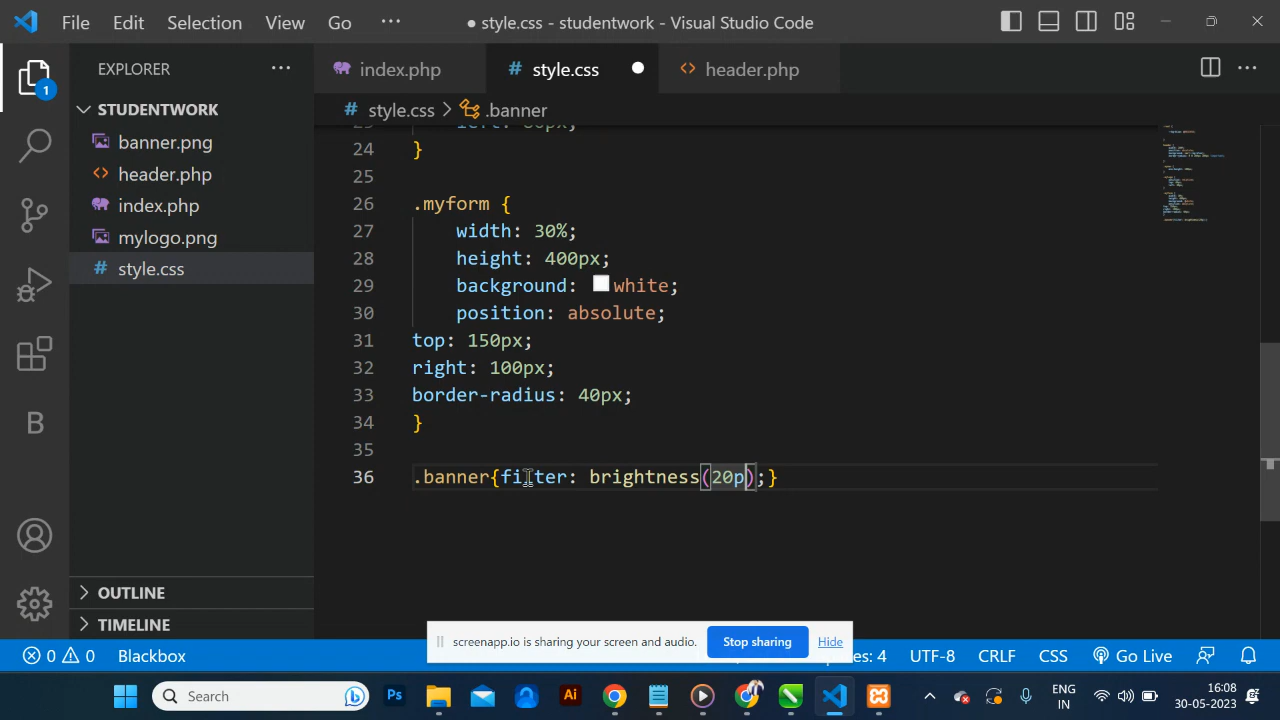 File Edit Selection View Go ··· ● style.css - studentwork - Visual Studio Code
EXPLORER ···
index.php
# style.css ●
<> header.php
···
1
STUDENTWORK
banner.png
<> header.php
index.php
mylogo.png
# style.css
# style.css > .banner
24 }
25
26 .myform {
27 width: 30%;
28 height: 400px;
29 background: white;
30 position: absolute;
31 top: 150px;
32 right: 100px;
33 border-radius: 40px;
34 }
35
36 .banner{filter: brightness(20p);}
B
> OUTLINE
> TIMELINE
screenapp.io is sharing your screen and audio. Stop sharing Hide
0 0 Blackbox
es: 4 UTF-8 CRLF CSS Go Live
Search
Ps
Ai
ENG
IN
16:08
30-05-2023